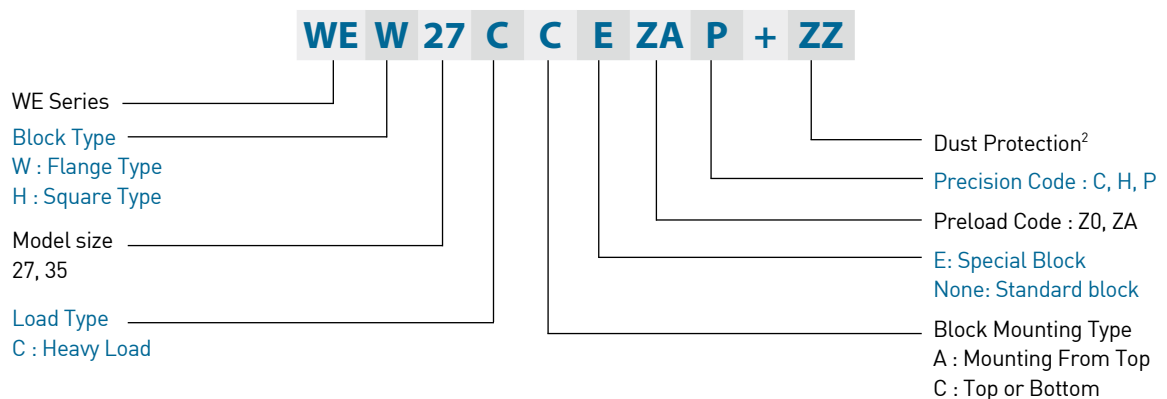 WE W 27 C C E ZA P + ZZ
WE Series
Block Type
W : Flange Type
H : Square Type
Model size
27, 35
Load Type
C : Heavy Load
Dust Protection²
Precision Code : C, H, P
Preload Code : Z0, ZA
E: Special Block
None: Standard block
Block Mounting Type
A : Mounting From Top
C : Top or Bottom